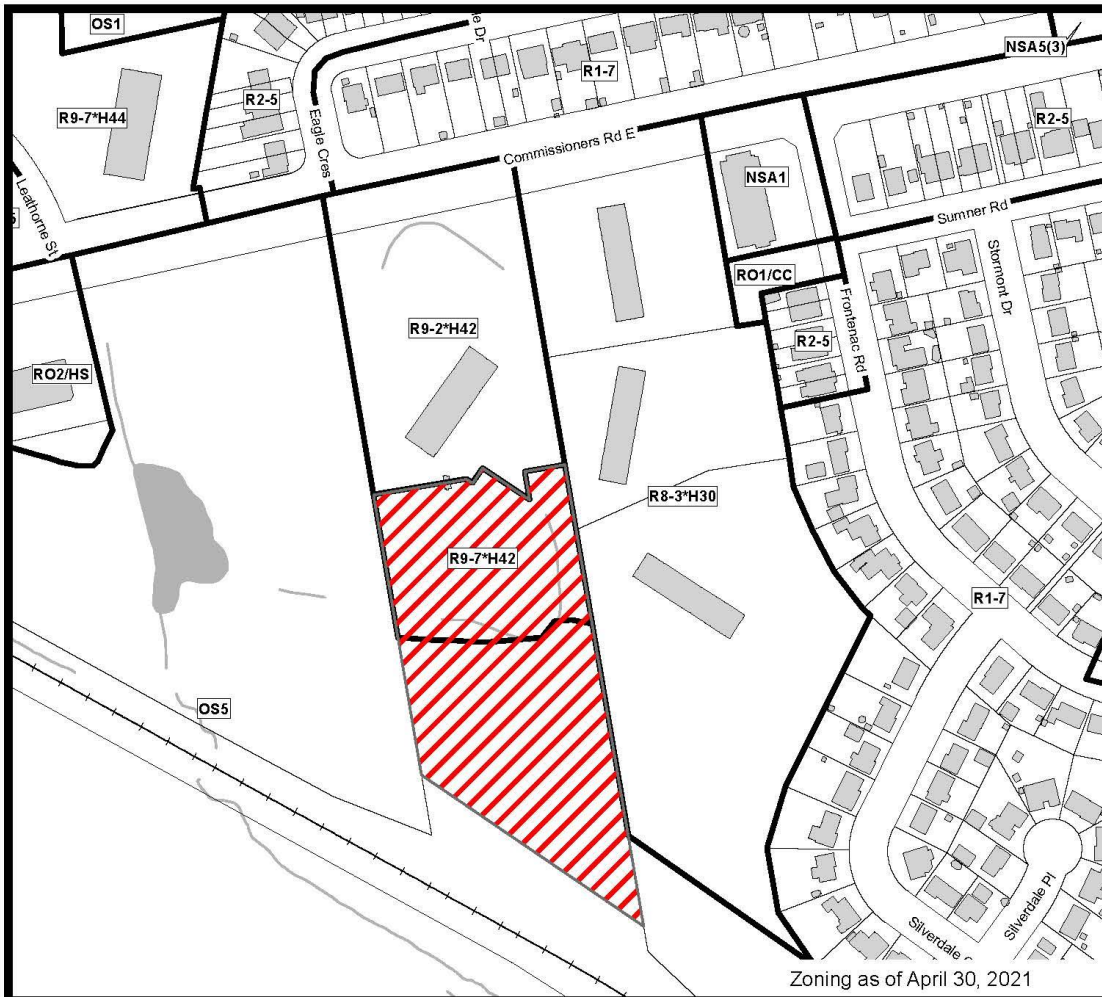 OS1
NSA5(3)
R1-7
R2-5
R9-7*H44
R2-5
Eagle Cres
Commissioners Rd E
NSA1
Leathorne St
Sumner Rd
Stormont Dr
RO1/CC
Frontenac Rd
R9-2*H42
R2-5
RO2/HS
R8-3*H30
R9-7*H42
R1-7
OS5
Silverdale Pl
Silverdale
Zoning as of April 30, 2021